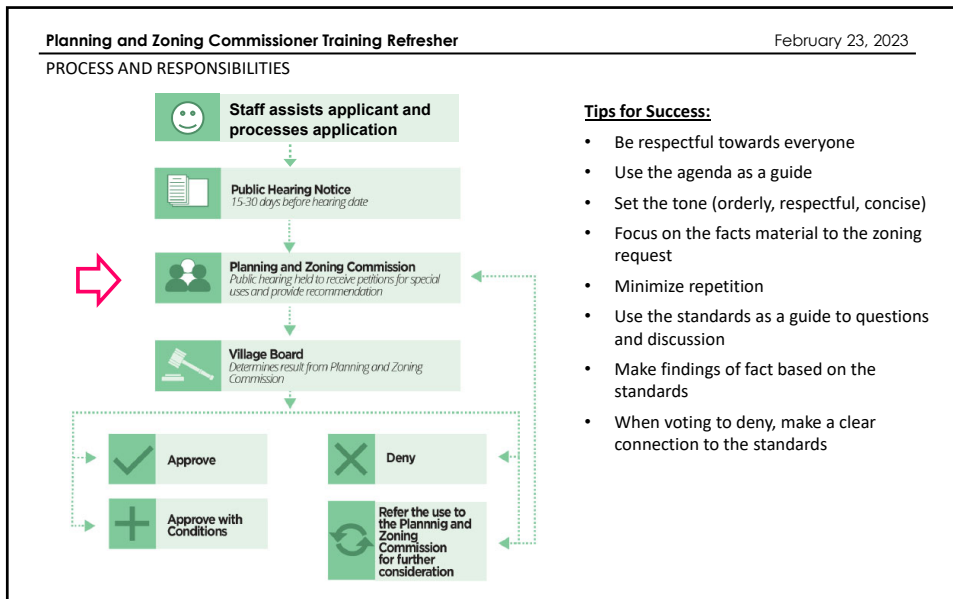 Planning and Zoning Commissioner Training Refresher
February 23, 2023
PROCESS AND RESPONSIBILITIES
Staff assists applicant and
processes application
Public Hearing Notice
15-30 days before hearing date
Planning and Zoning Commission
Public hearing held to receive petitions for special
uses and provide recommendation
Village Board
Determines result from Planning and Zoning
Commission
Approve
Approve with
Conditions
Deny
Refer the use to
the Plannnig and
Zoning
Commission
for further
consideration
Tips for Success:
• Be respectful towards everyone
• Use the agenda as a guide
• Set the tone (orderly, respectful, concise)
• Focus on the facts material to the zoning
request
• Minimize repetition
• Use the standards as a guide to questions
and discussion
• Make findings of fact based on the
standards
• When voting to deny, make a clear
connection to the standards